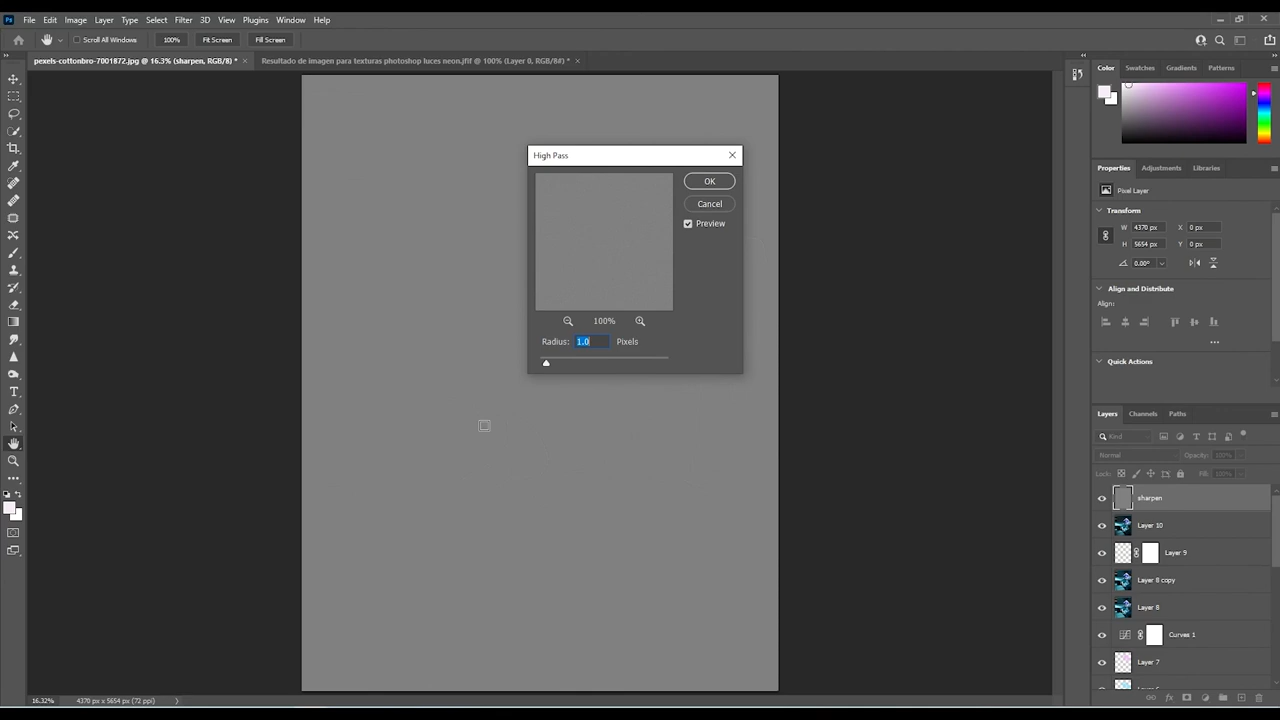 Ps File Edit Image Layer Type Select Filter 3D View Plugins Window Help
Scroll All Windows 100% Fit Screen Fill Screen
pexels-cottonbro-7001872.jpg @ 16.3% (sharpen, RGB/8) * × Resultado de imagen para texturas photoshop luces neon.jfif @ 100% (Layer 0, RGB/8#) * ×
Color Swatches Gradients Patterns
High Pass
OK
Cancel
Preview
100%
Radius: 1.0 Pixels
Properties Adjustments Libraries
Pixel Layer
Transform
W 4370 px X 0 px
H 5654 px Y 0 px
0.00°
Align and Distribute
Align:
Quick Actions
Layers Channels Paths
Kind
Normal Opacity: 100%
Lock: Fill: 100%
sharpen
Layer 10
Layer 9
Layer 8 copy
Layer 8
Curves 1
Layer 7
16.32% 4370 px x 5654 px (72 ppi)